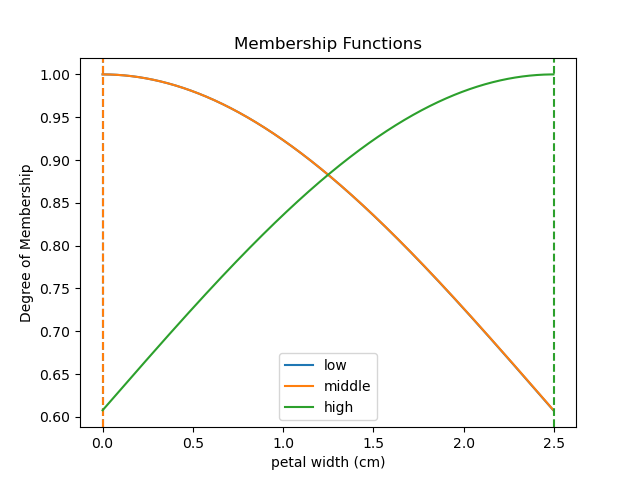 Membership Functions
Degree of Membership
1.00
0.95
0.90
0.85
0.80
0.75
0.70
0.65
0.60
low
middle
high
0.0 0.5 1.0 1.5 2.0 2.5
petal width (cm)